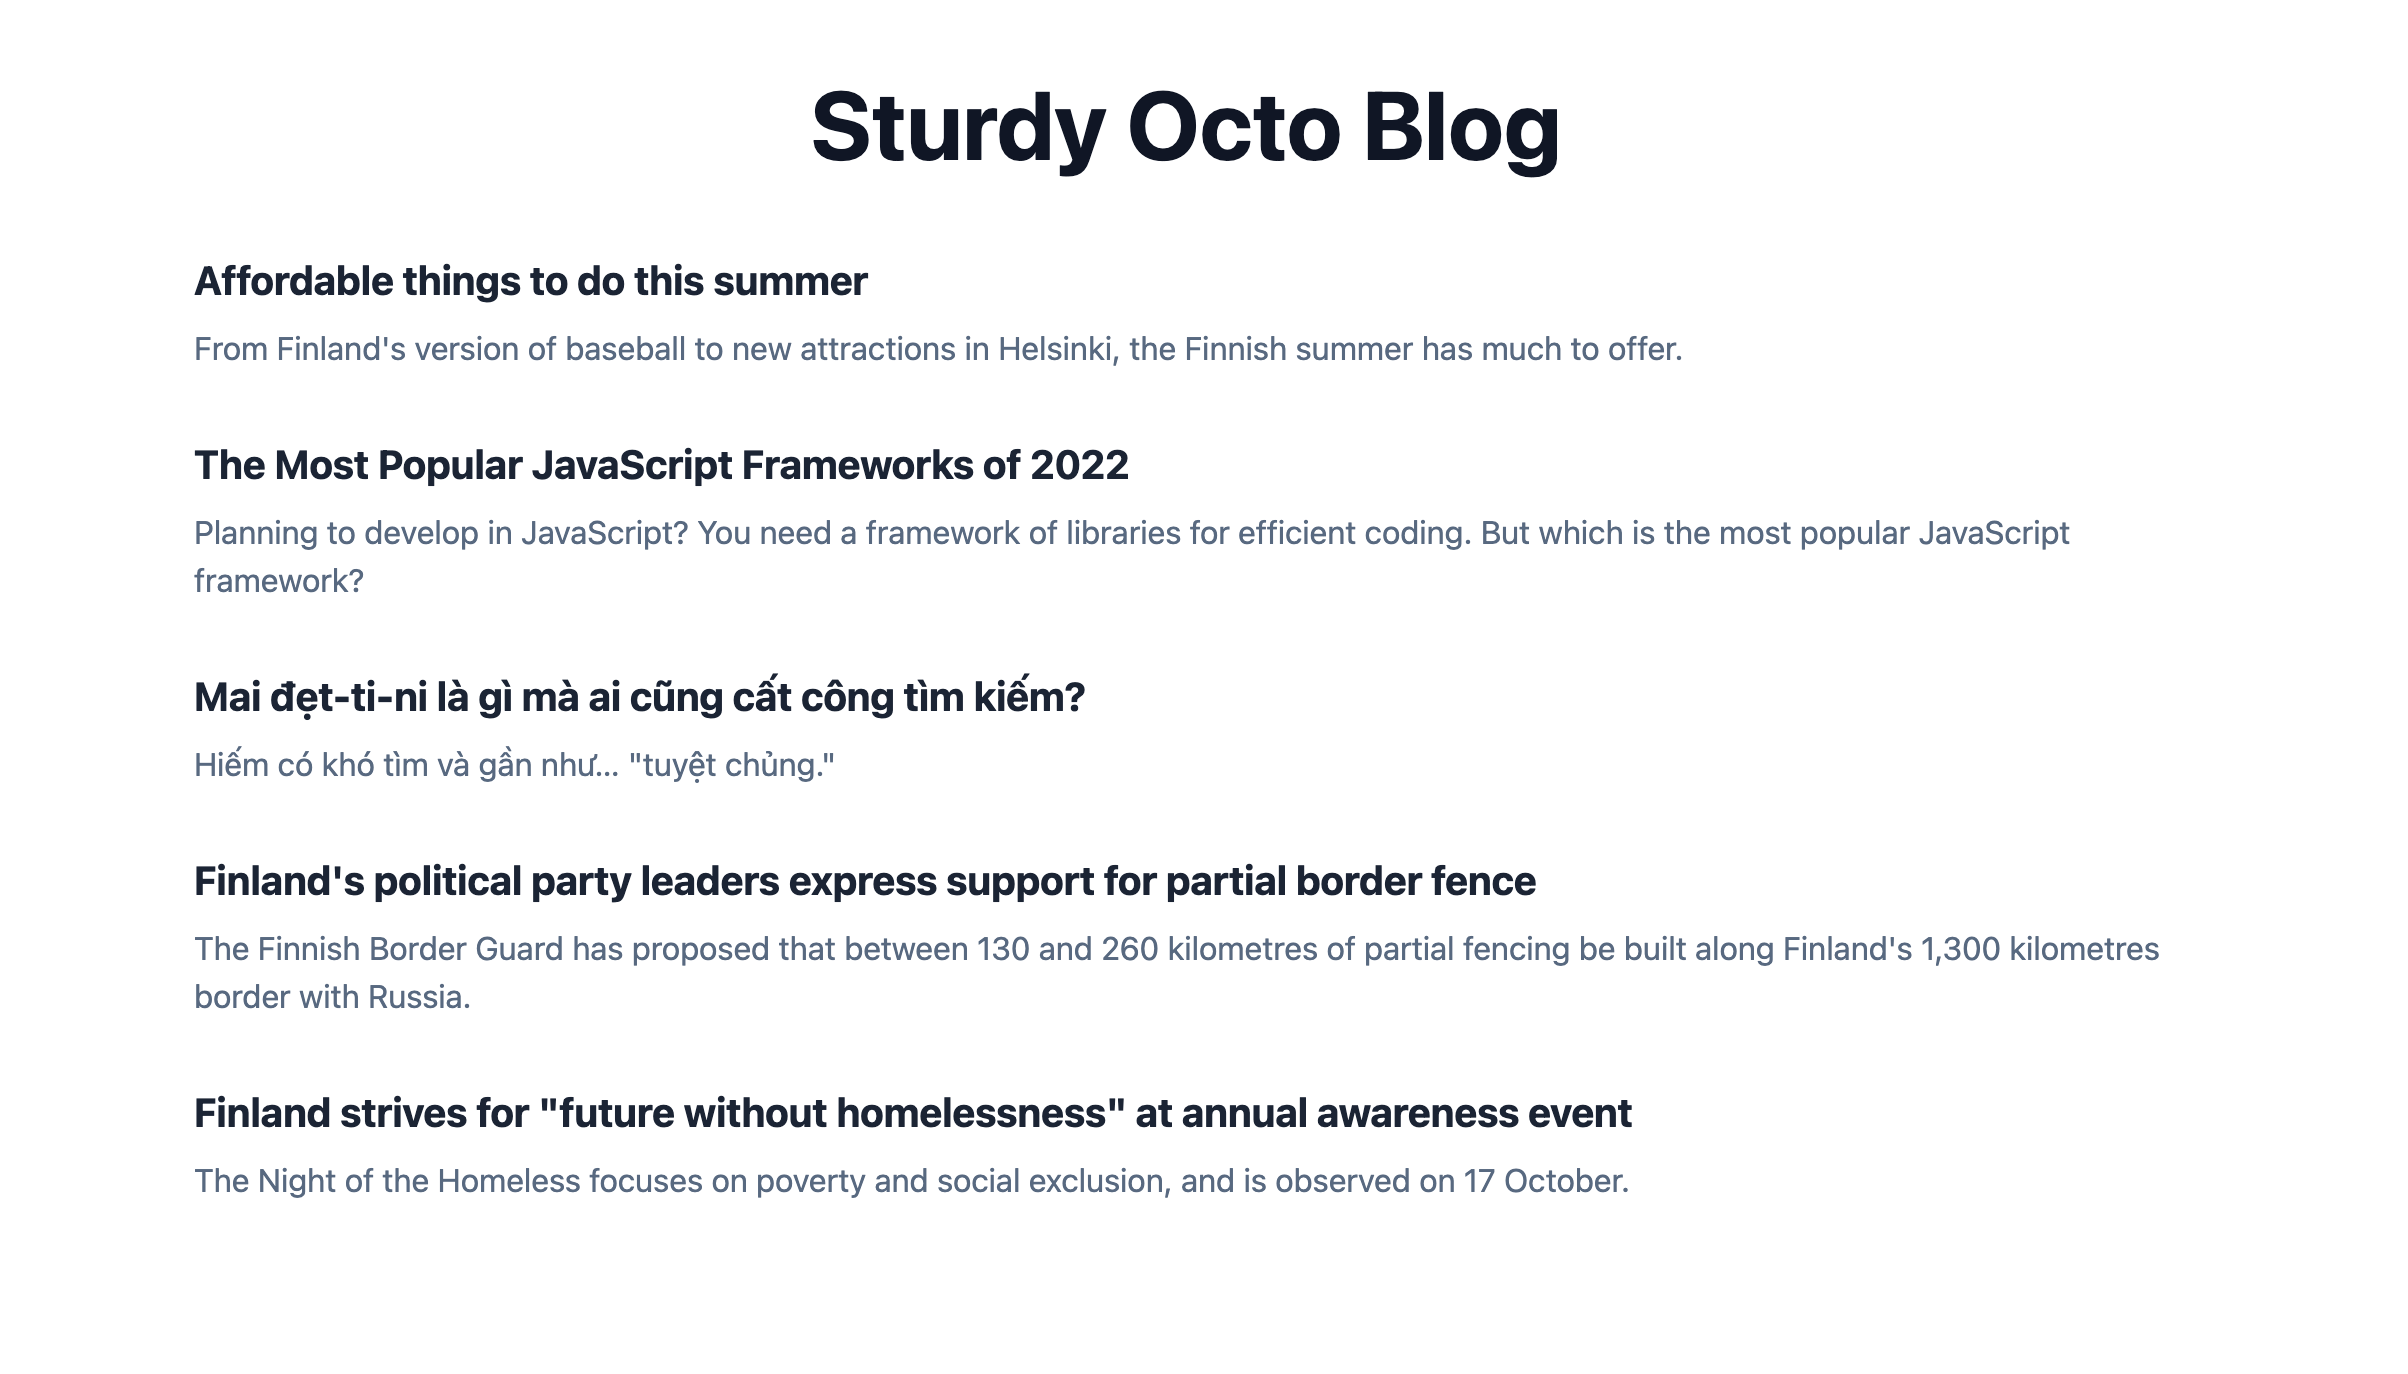 Sturdy Octo Blog
Affordable things to do this summer
From Finland's version of baseball to new attractions in Helsinki, the Finnish summer has much to offer.
The Most Popular JavaScript Frameworks of 2022
Planning to develop in JavaScript? You need a framework of libraries for efficient coding. But which is the most popular JavaScript
framework?
Mai đẹt-ti-ni là gì mà ai cũng cất công tìm kiếm?
Hiếm có khó tìm và gần như... "tuyệt chủng."
Finland's political party leaders express support for partial border fence
The Finnish Border Guard has proposed that between 130 and 260 kilometres of partial fencing be built along Finland's 1,300 kilometres
border with Russia.
Finland strives for "future without homelessness" at annual awareness event
The Night of the Homeless focuses on poverty and social exclusion, and is observed on 17 October.